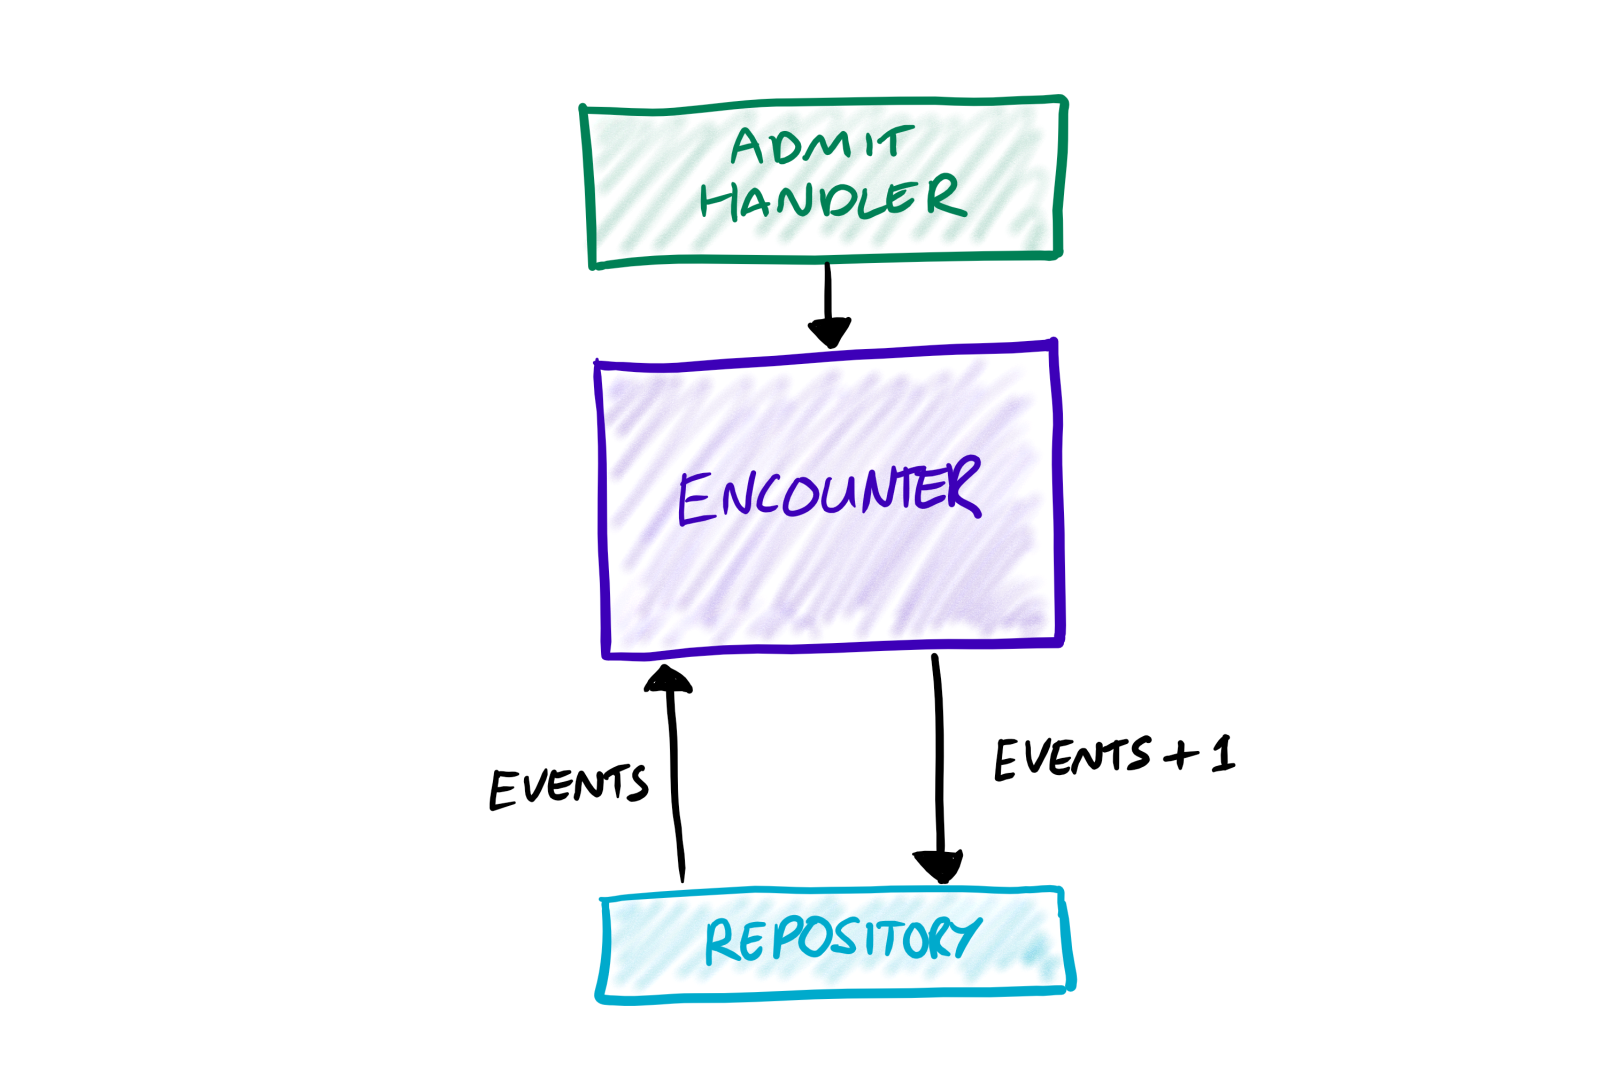 ADMIT
HANDLER
ENCOUNTER
EVENTS
EVENTS + 1
REPOSITORY